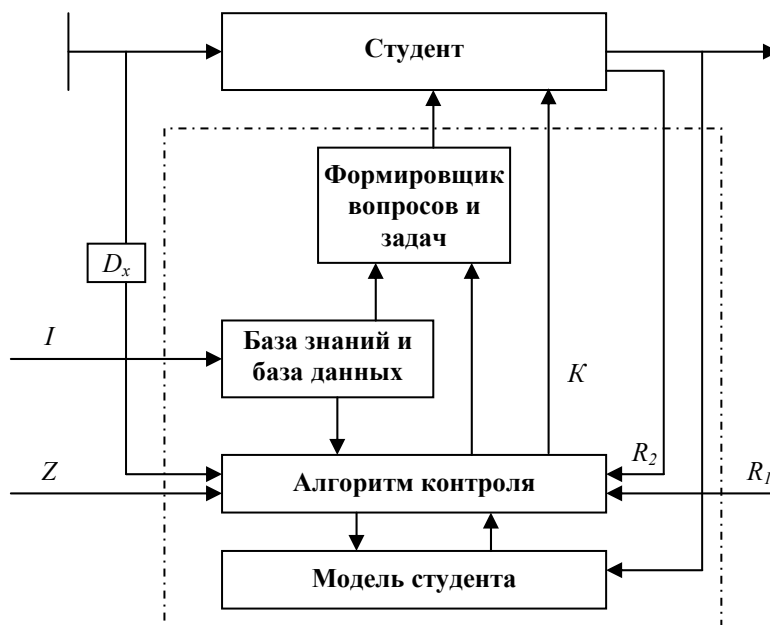 Студент
Формировщик
вопросов и
задач
Dₓ
I
База знаний и
база данных
К
R₂
Z
Алгоритм контроля
R₁
Модель студента